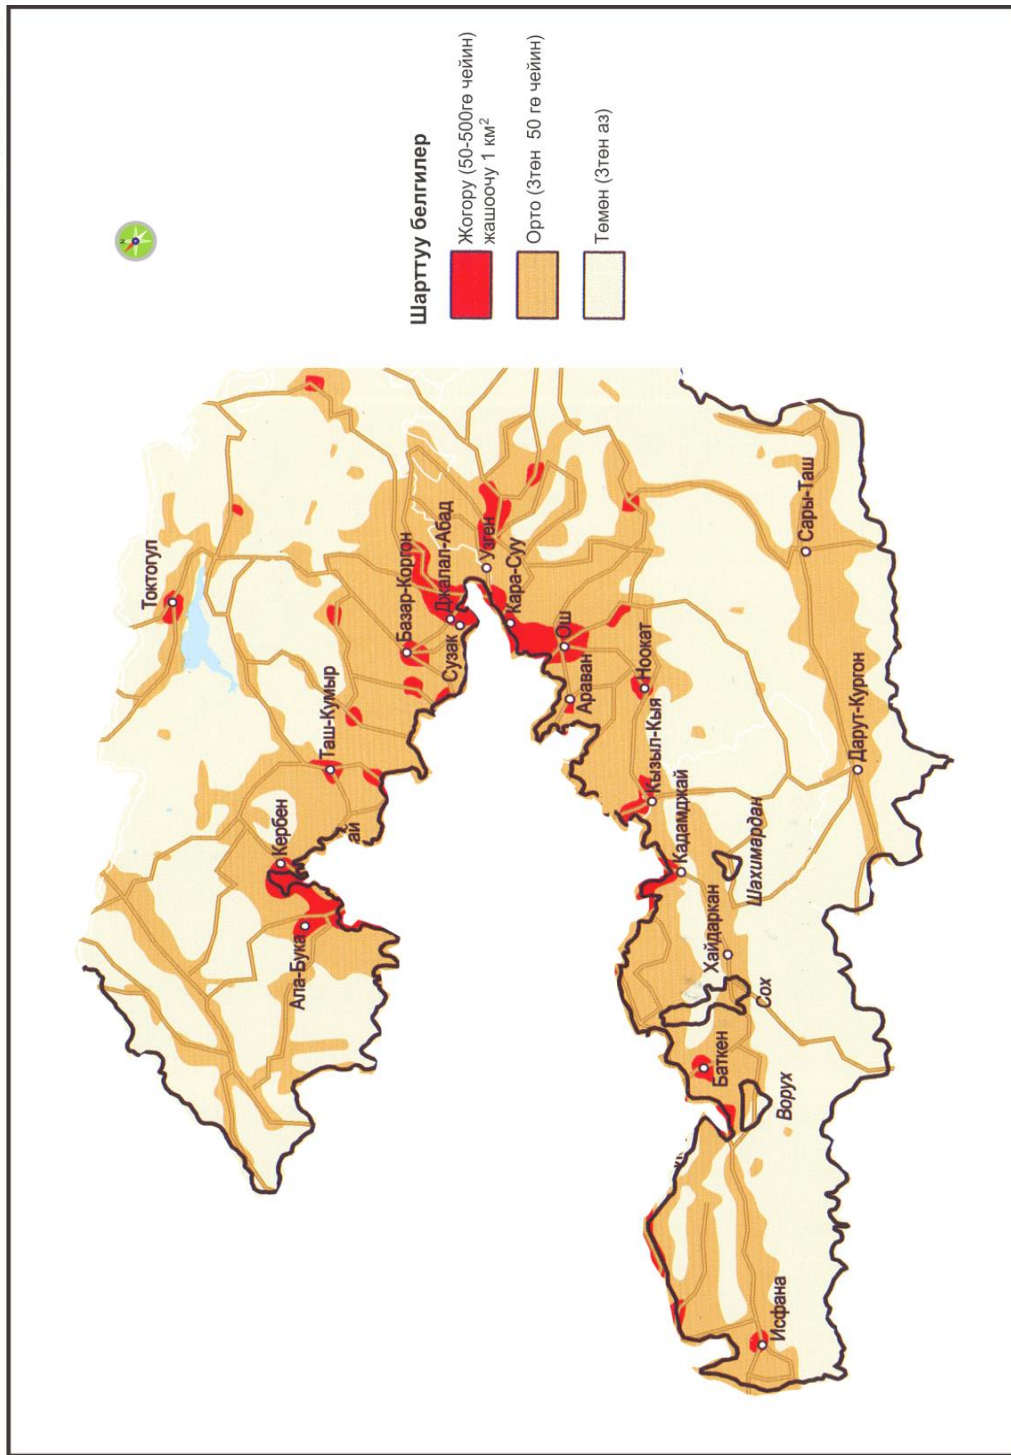 Шарттуу белгилер
Жогору (50-500гө чейин)
жашоочу 1 км²
Орто (3төн 50 гө чейин)
Төмөн (3төн аз)
N
Токтогул
Таш-Кумыр
Кербен
ай
Ала-Бука
Базар-Коргон
Джалал-Абад
Сузак
Узген
Кара-Суу
Ош
Араван
Ноокат
Кызыл-Кыя
Кадамджай
Хайдаркан
Шахимардан
Сох
Баткен
Ворух
Исфана
Сары-Таш
Дарут-Кургон